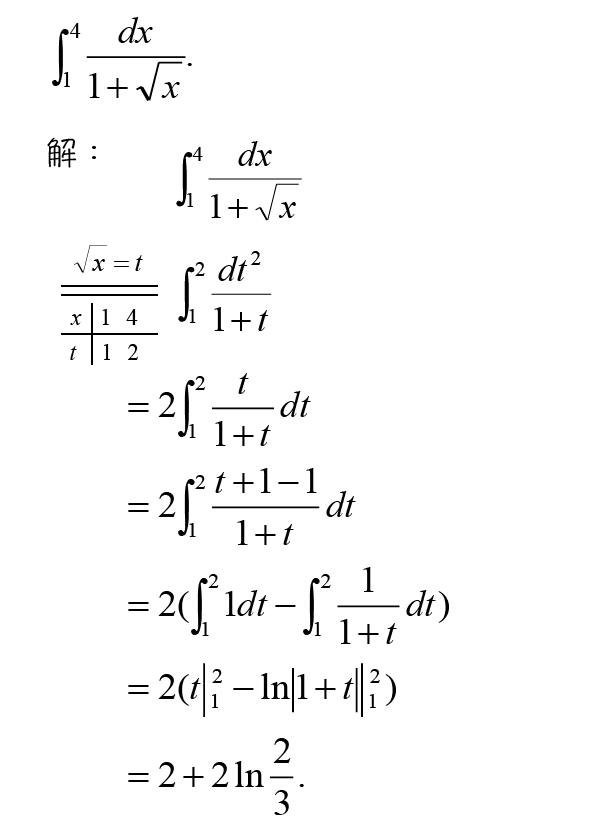 ∫₁⁴ dx/(1+√x).
解： ∫₁⁴ dx/(1+√x)
√x = t ∫₁² dt²/(1+t)
x | 1 4
t | 1 2
= 2∫₁² t/(1+t) dt
= 2∫₁² (t+1−1)/(1+t) dt
= 2(∫₁² 1dt − ∫₁² 1/(1+t) dt)
= 2(t|₁² − ln|1+t||₁²)
= 2+2 ln 2/3.